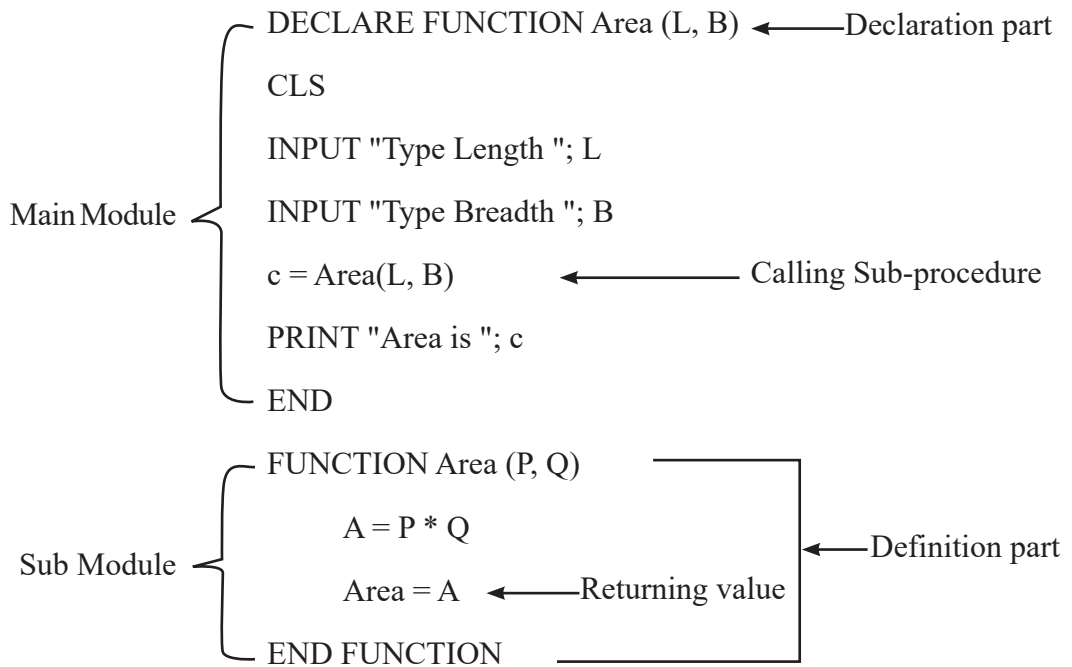 DECLARE FUNCTION Area (L, B) Declaration part
CLS
INPUT "Type Length "; L
INPUT "Type Breadth "; B
Main Module
c = Area(L, B) Calling Sub-procedure
PRINT "Area is "; c
END
FUNCTION Area (P, Q)
A = P * Q
Sub Module
Definition part
Area = A Returning value
END FUNCTION